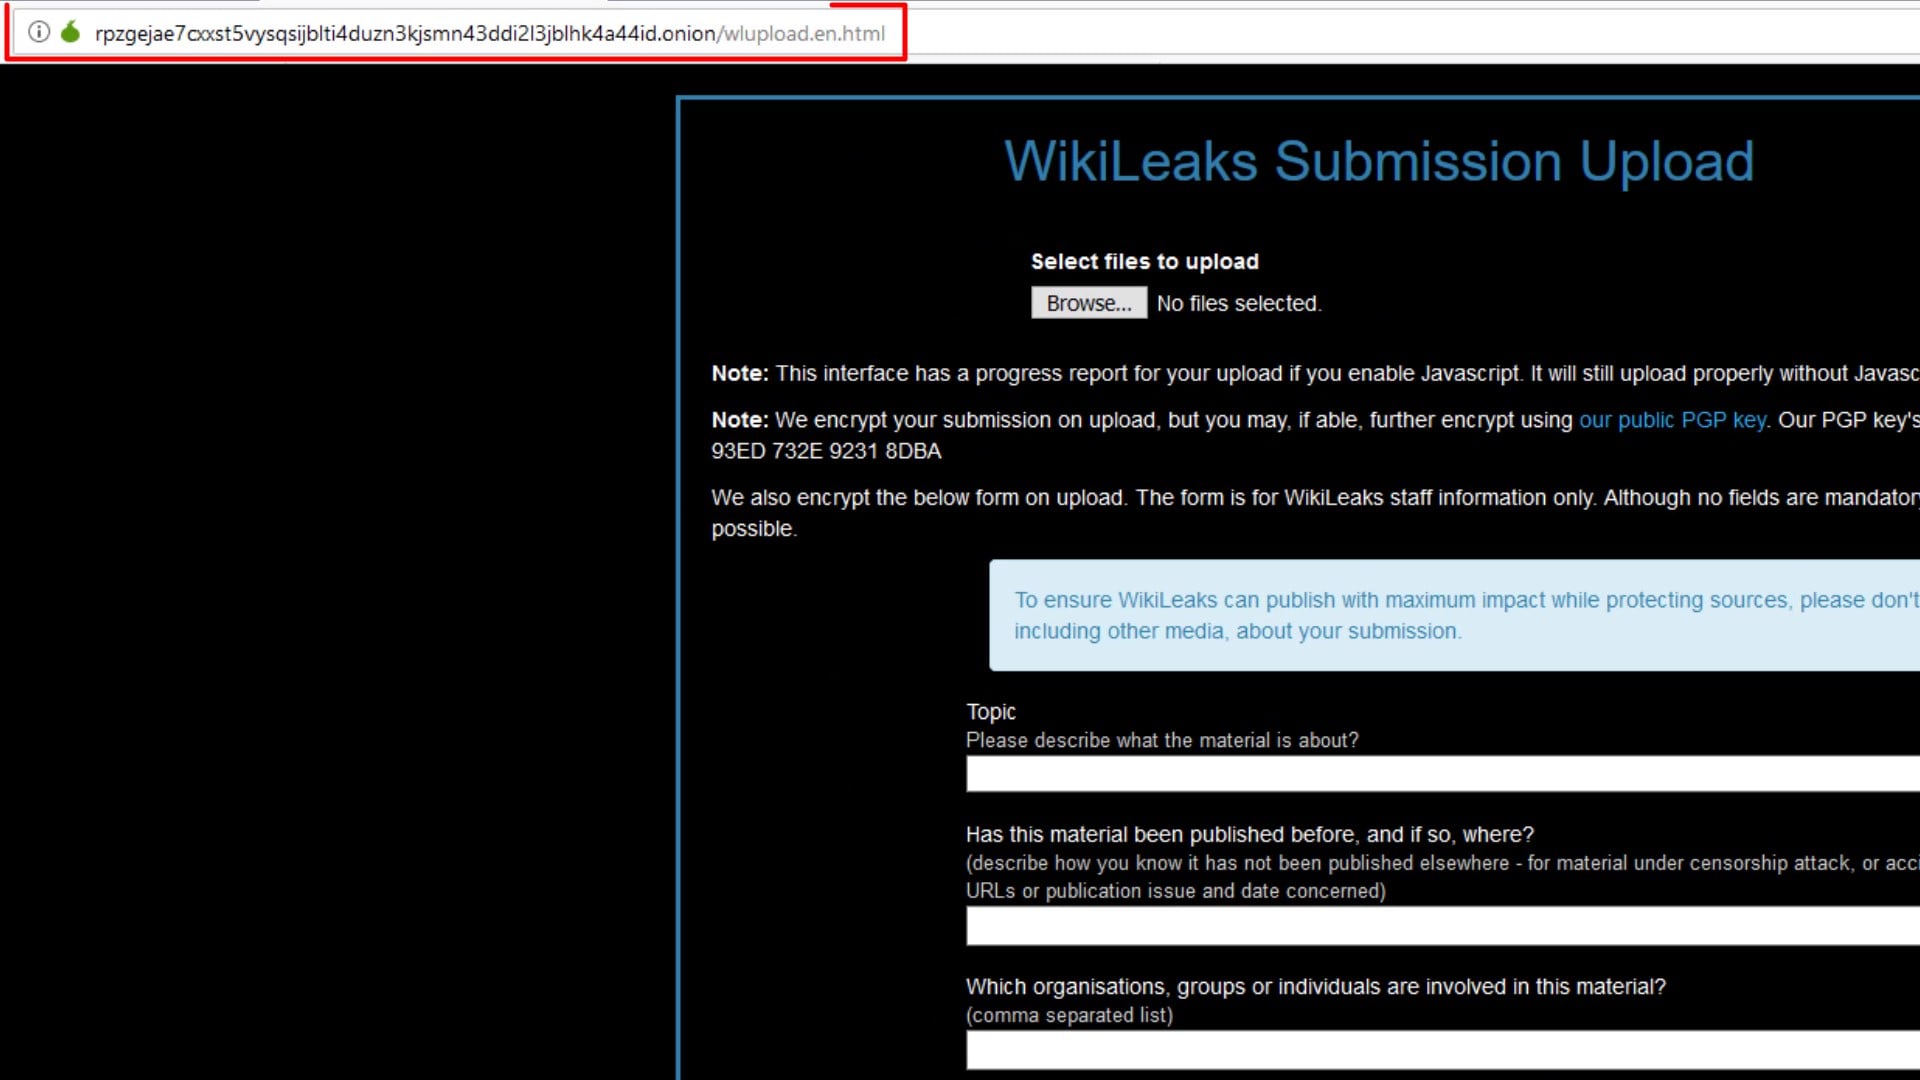 rpzgejae7cxxst5vysqsijblti4duzn3kjsmn43ddi2l3jblhk4a44id.onion/wlupload.en.html
WikiLeaks Submission Upload
Select files to upload
Browse... No files selected.
Note: This interface has a progress report for your upload if you enable Javascript. It will still upload properly without Javasc
Note: We encrypt your submission on upload, but you may, if able, further encrypt using our public PGP key. Our PGP key's
93ED 732E 9231 8DBA
We also encrypt the below form on upload. The form is for WikiLeaks staff information only. Although no fields are mandatory
possible.
To ensure WikiLeaks can publish with maximum impact while protecting sources, please don't
including other media, about your submission.
Topic
Please describe what the material is about?
Has this material been published before, and if so, where?
(describe how you know it has not been published elsewhere - for material under censorship attack, or acci
URLs or publication issue and date concerned)
Which organisations, groups or individuals are involved in this material?
(comma separated list)